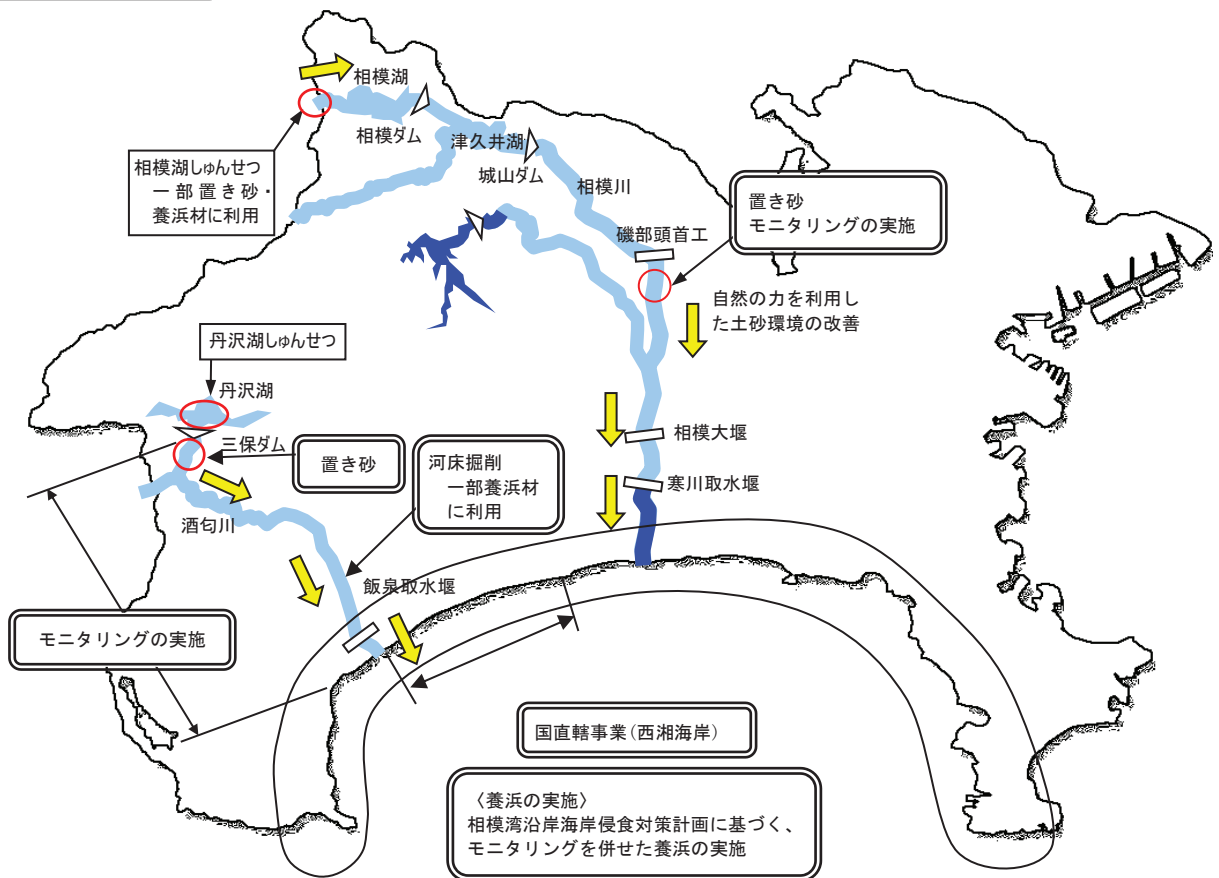 相模湖
相模ダム
津久井湖
城山ダム
相模川
相模湖しゅんせつ
一部置き砂・
養浜材に利用
置き砂
モニタリングの実施
磯部頭首工
自然の力を利用し
た土砂環境の改善
丹沢湖しゅんせつ
丹沢湖
三保ダム
置き砂
河床掘削
一部養浜材
に利用
相模大堰
寒川取水堰
酒匂川
飯泉取水堰
モニタリングの実施
国直轄事業(西湘海岸)
〈養浜の実施〉
相模湾沿岸海岸侵食対策計画に基づく、
モニタリングを併せた養浜の実施